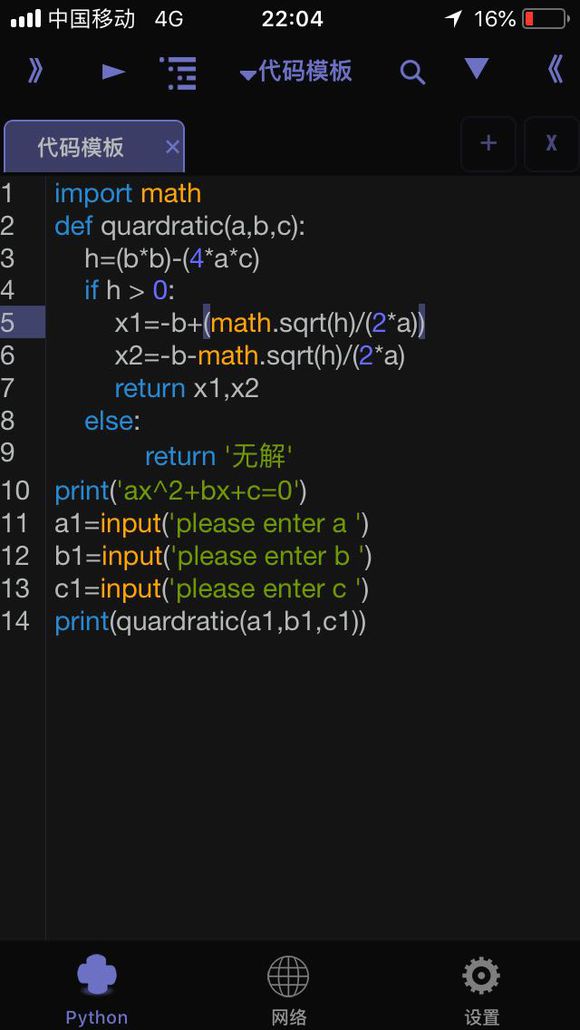 中国移动 4G 22:04 16%
代码模板
代码模板 × + X
1 import math
2 def quardratic(a,b,c):
3 h=(b*b)-(4*a*c)
4 if h > 0:
5 x1=-b+(math.sqrt(h)/(2*a))
6 x2=-b-math.sqrt(h)/(2*a)
7 return x1,x2
8 else:
9 return '无解'
10 print('ax^2+bx+c=0')
11 a1=input('please enter a ')
12 b1=input('please enter b ')
13 c1=input('please enter c ')
14 print(quardratic(a1,b1,c1))
Python 网络 设置